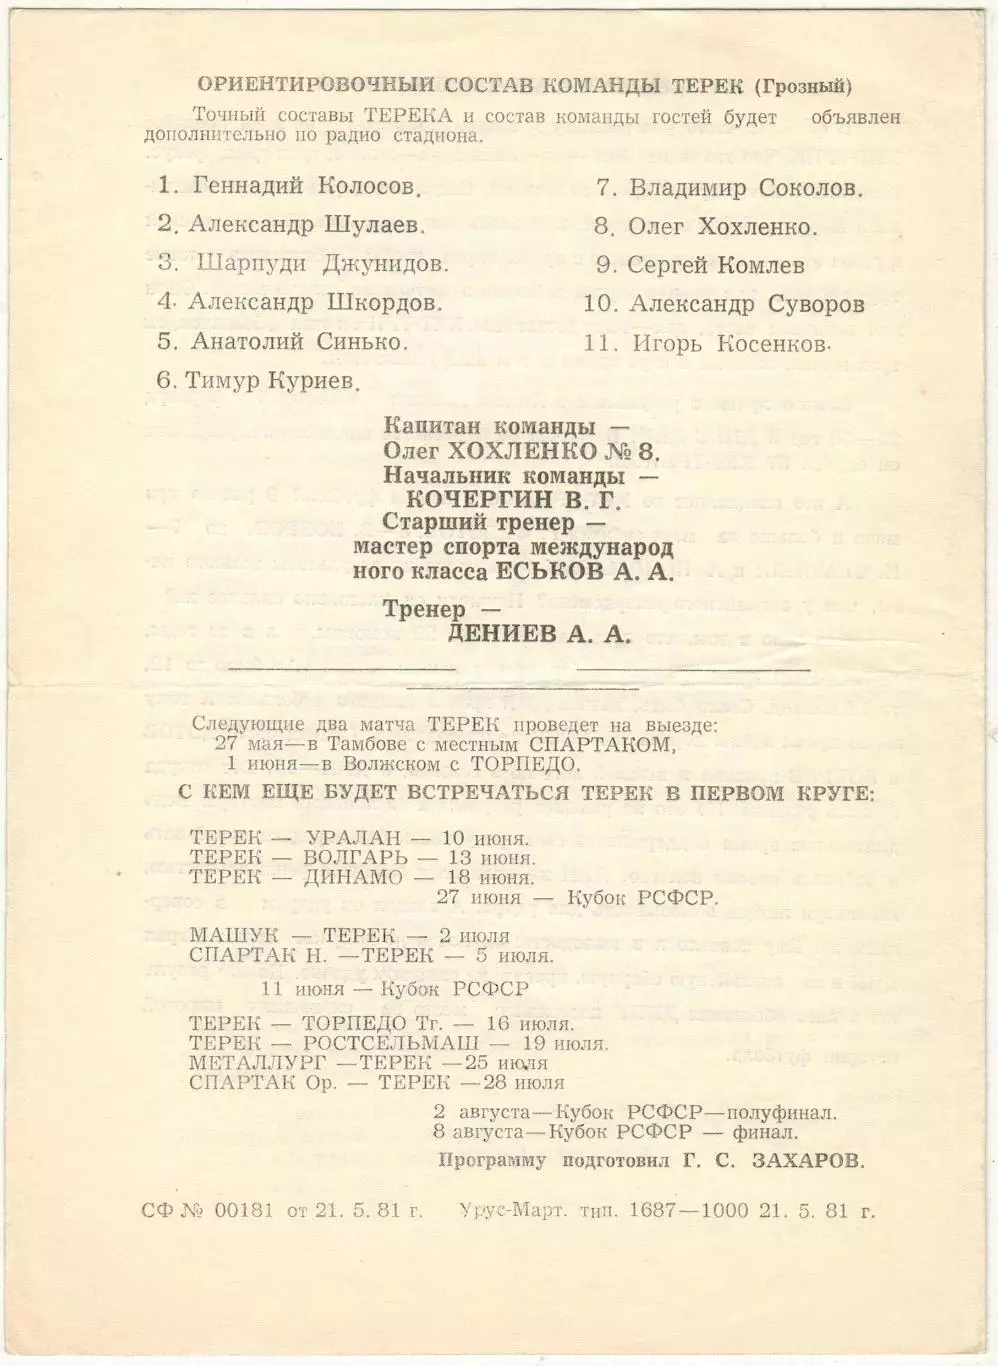 ОРИЕНТИРОВОЧНЫЙ СОСТАВ КОМАНДЫ ТЕРЕК (Грозный)
Точный составы ТЕРЕКА и состав команды гостей будет объявлен
дополнительно по радио стадиона.
1. Геннадий Колосов.
2. Александр Шулаев.
3. Шарпуди Джунидов.
4. Александр Шкордов.
5. Анатолий Синько.
6. Тимур Куриев.
7. Владимир Соколов.
8. Олег Хохленко.
9. Сергей Комлев
10. Александр Суворов
11. Игорь Косенков.
Капитан команды —
Олег ХОХЛЕНКО № 8.
Начальник команды —
КОЧЕРГИН В. Г.
Старший тренер —
мастер спорта международ
ного класса ЕСЬКОВ А. А.
Тренер —
ДЕНИЕВ А. А.
Следующие два матча ТЕРЕК проведет на выезде:
27 мая—в Тамбове с местным СПАРТАКОМ,
1 июня—в Волжском с ТОРПЕДО.
С КЕМ ЕЩЕ БУДЕТ ВСТРЕЧАТЬСЯ ТЕРЕК В ПЕРВОМ КРУГЕ:
ТЕРЕК — УРАЛАН — 10 июня.
ТЕРЕК — ВОЛГАРЬ — 13 июня.
ТЕРЕК — ДИНАМО — 18 июня.
27 июня — Кубок РСФСР.
МАШУК — ТЕРЕК — 2 июля
СПАРТАК Н. —ТЕРЕК — 5 июля.
11 июня — Кубок РСФСР
ТЕРЕК — ТОРПЕДО Тг. — 16 июля.
ТЕРЕК — РОСТСЕЛЬМАШ — 19 июля.
МЕТАЛЛУРГ —ТЕРЕК —25 июля
СПАРТАК Ор. — ТЕРЕК —28 июля
2 августа—Кубок РСФСР—полуфинал.
8 августа—Кубок РСФСР — финал.
Программу подготовил Г. С. ЗАХАРОВ.
СФ № 00181 от 21. 5. 81 г. Урус-Март. тип. 1687—1000 21. 5. 81 г.